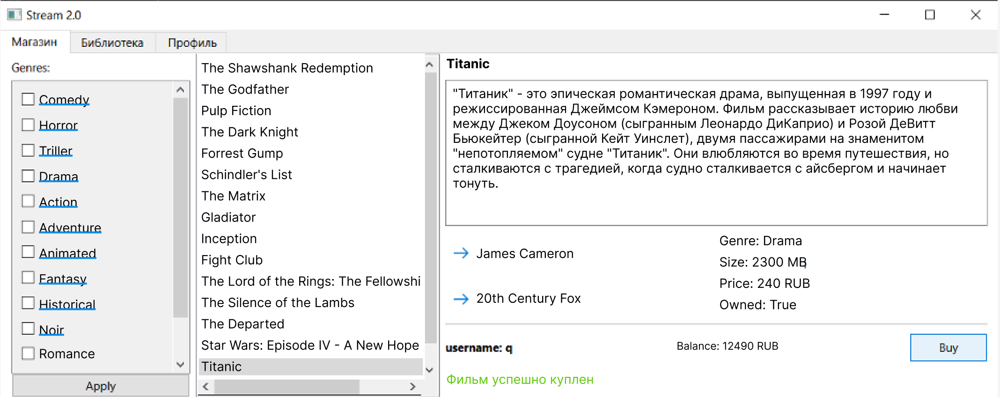 Stream 2.0
Магазин
Библиотека
Профиль
Genres:
Comedy
Horror
Triller
Drama
Action
Adventure
Animated
Fantasy
Historical
Noir
Romance
Apply
The Shawshank Redemption
The Godfather
Pulp Fiction
The Dark Knight
Forrest Gump
Schindler's List
The Matrix
Gladiator
Inception
Fight Club
The Lord of the Rings: The Fellowshi
The Silence of the Lambs
The Departed
Star Wars: Episode IV - A New Hope
Titanic
Titanic
"Титаник" - это эпическая романтическая драма, выпущенная в 1997 году и
режиссированная Джеймсом Кэмероном. Фильм рассказывает историю любви
между Джеком Доусоном (сыгранным Леонардо ДиКаприо) и Розой ДеВитт
Бьюкейтер (сыгранной Кейт Уинслет), двумя пассажирами на знаменитом
"непотопляемом" судне "Титаник". Они влюбляются во время путешествия, но
сталкиваются с трагедией, когда судно сталкивается с айсбергом и начинает
тонуть.
James Cameron
20th Century Fox
Genre: Drama
Size: 2300 MB
Price: 240 RUB
Owned: True
username: q
Balance: 12490 RUB
Buy
Фильм успешно куплен